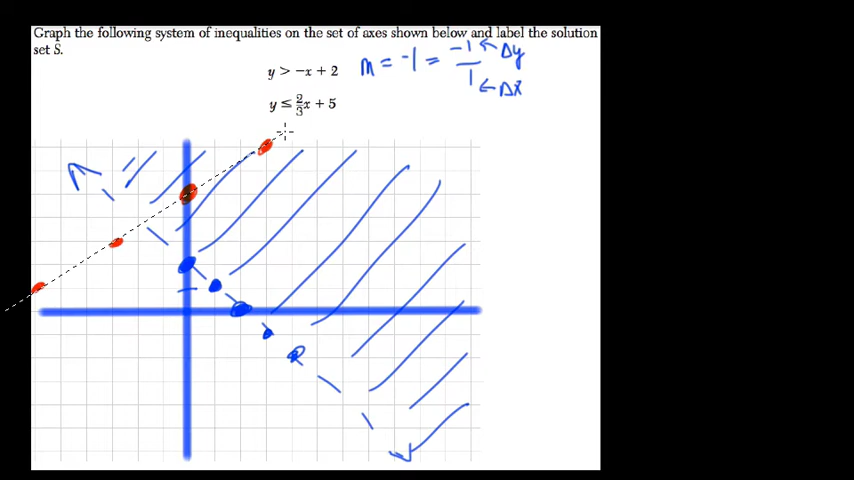 Graph the following system of inequalities on the set of axes shown below and label the solution
set S.
y > −x + 2
m = -1 = -1/1 ← Δy ← Δx
y ≤ 2/3x + 5